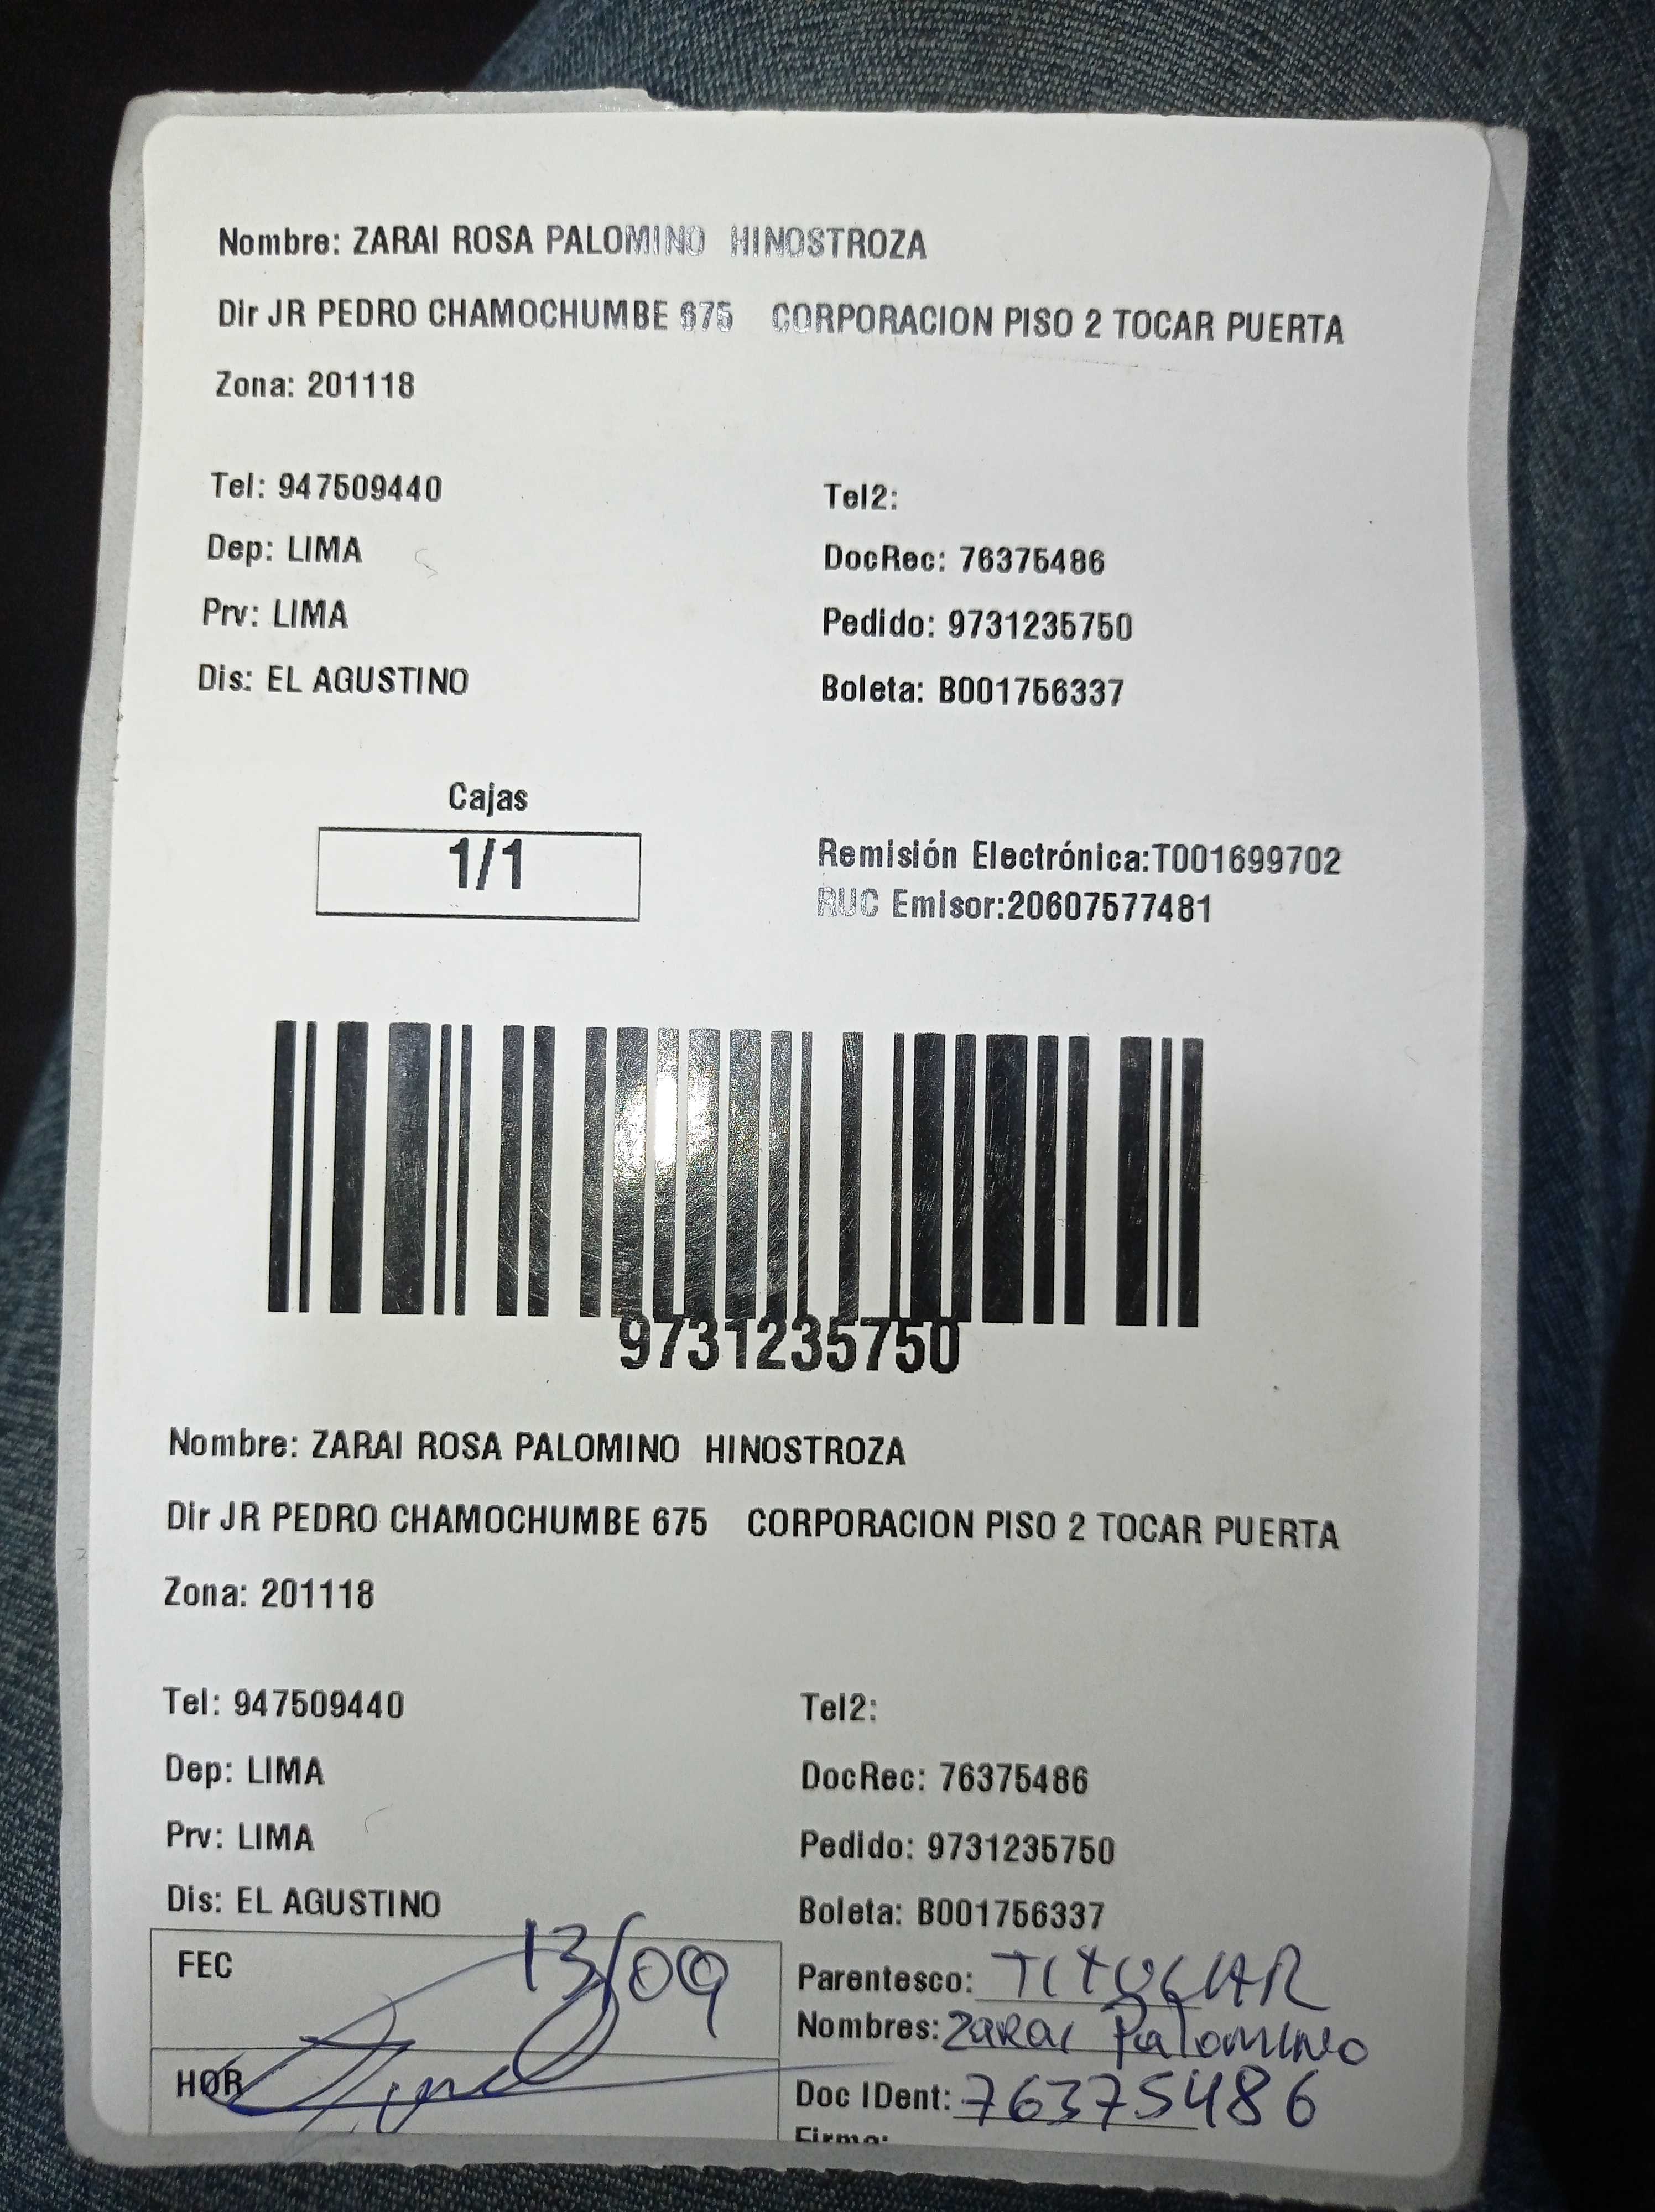 Nombre: ZARAI ROSA PALOMINO HINOSTROZA
Dir JR PEDRO CHAMOCHUMBE 675 CORPORACION PISO 2 TOCAR PUERTA
Zona: 201118
Tel: 947509440
Tel2:
Dep: LIMA
DocRec: 76375486
Prv: LIMA
Pedido: 9731235750
Dis: EL AGUSTINO
Boleta: B001756337
Cajas
1/1
Remisión Electrónica:T001699702
RUC Emisor:20607577481
9731235750
Nombre: ZARAI ROSA PALOMINO HINOSTROZA
Dir JR PEDRO CHAMOCHUMBE 675 CORPORACION PISO 2 TOCAR PUERTA
Zona: 201118
Tel: 947509440
Tel2:
Dep: LIMA
DocRec: 76375486
Prv: LIMA
Pedido: 9731235750
Dis: EL AGUSTINO
Boleta: B001756337
FEC 13/09
Parentesco: TITULAR
Nombres: Zarai Palomino
HOR
Doc IDent: 76375486
Firma: